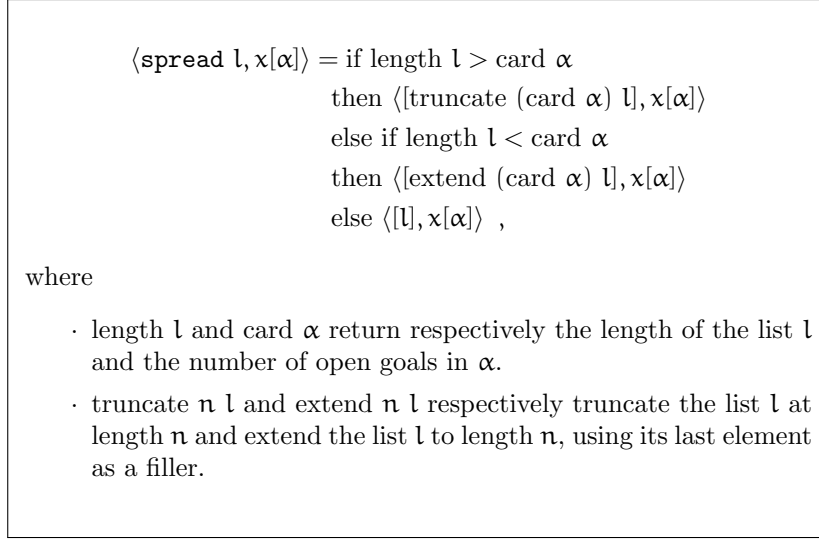 ⟨spread l, x[α]⟩ = if length l > card α
then ⟨[truncate (card α) l], x[α]⟩
else if length l < card α
then ⟨[extend (card α) l], x[α]⟩
else ⟨[l], x[α]⟩ ,
where
· length l and card α return respectively the length of the list l
and the number of open goals in α.
· truncate n l and extend n l respectively truncate the list l at
length n and extend the list l to length n, using its last element
as a filler.